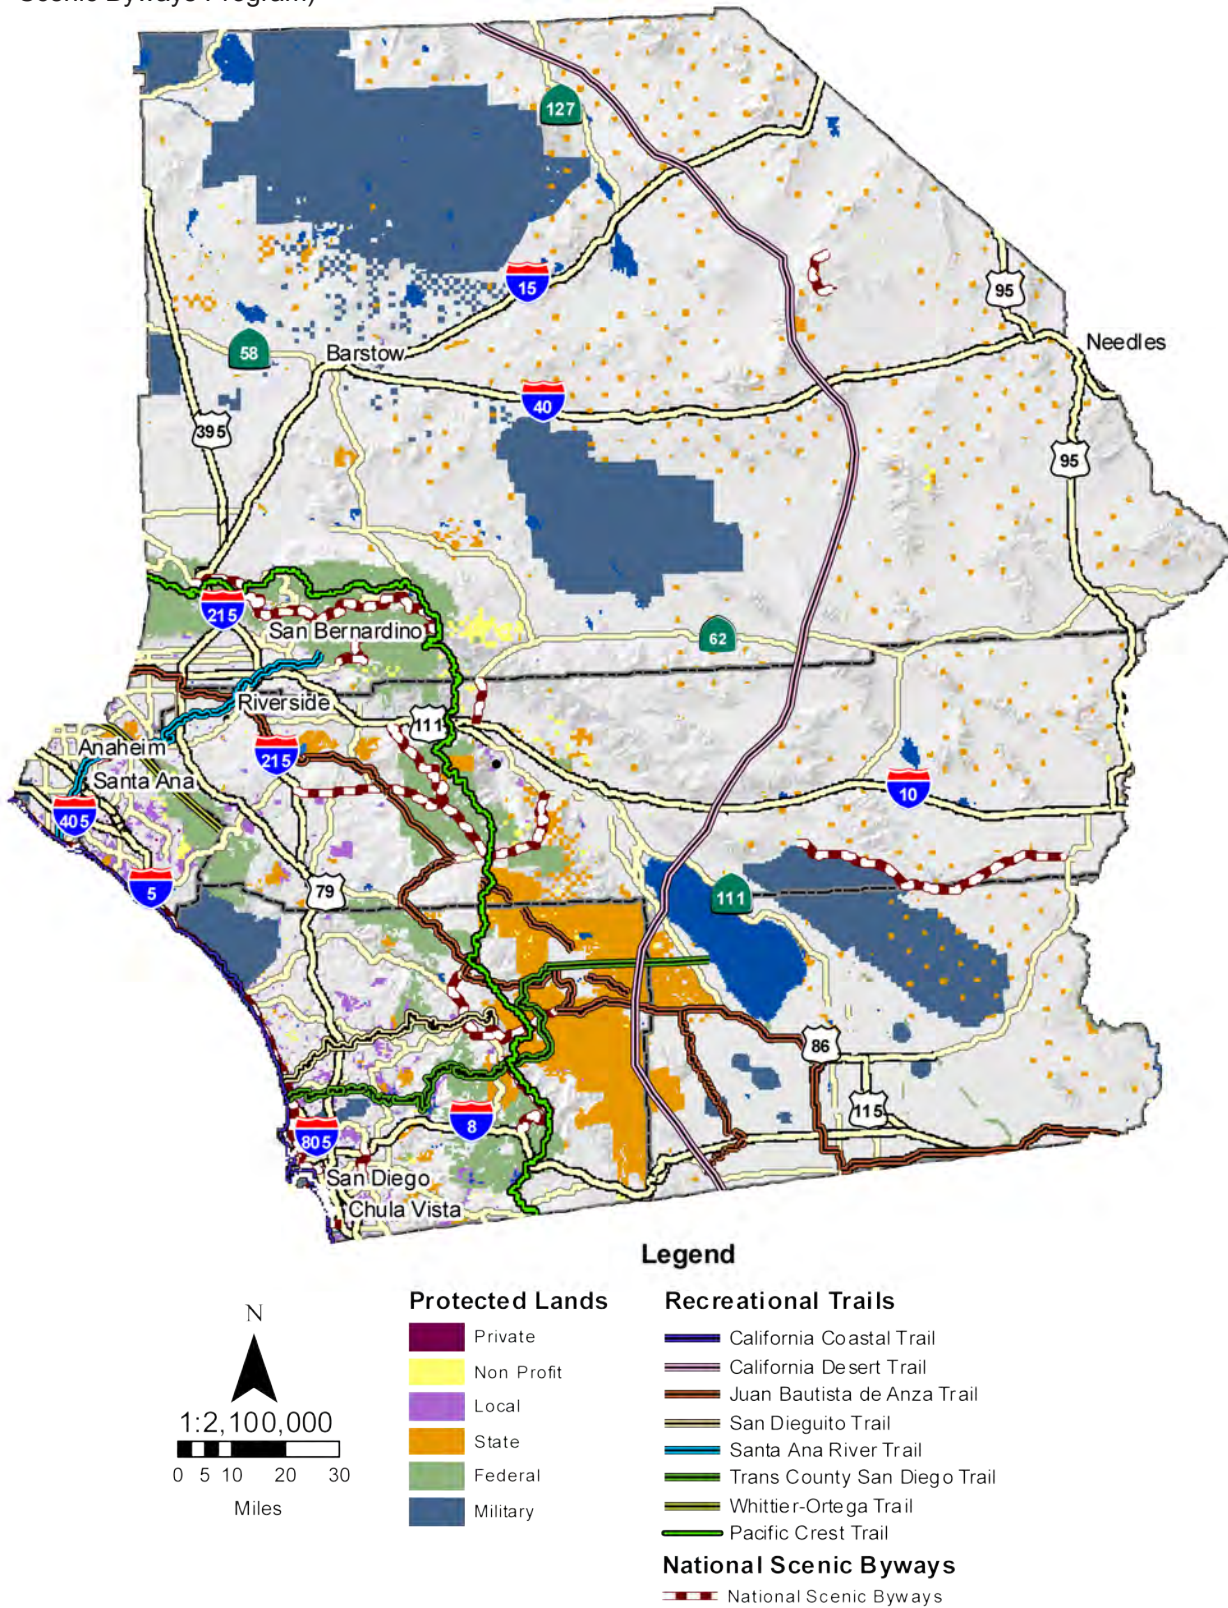 Scenic Byways Program)
127
15
95
58
Barstow
Needles
40
395
95
215
San Bernardino
62
Riverside
111
Anaheim
215
Santa Ana
10
405
5
79
111
86
115
8
805
San Diego
Chula Vista
Legend
N
1:2,100,000
0 5 10 20 30
Miles
Protected Lands
Private
Non Profit
Local
State
Federal
Military
Recreational Trails
California Coastal Trail
California Desert Trail
Juan Bautista de Anza Trail
San Dieguito Trail
Santa Ana River Trail
Trans County San Diego Trail
Whittier-Ortega Trail
Pacific Crest Trail
National Scenic Byways
National Scenic Byways